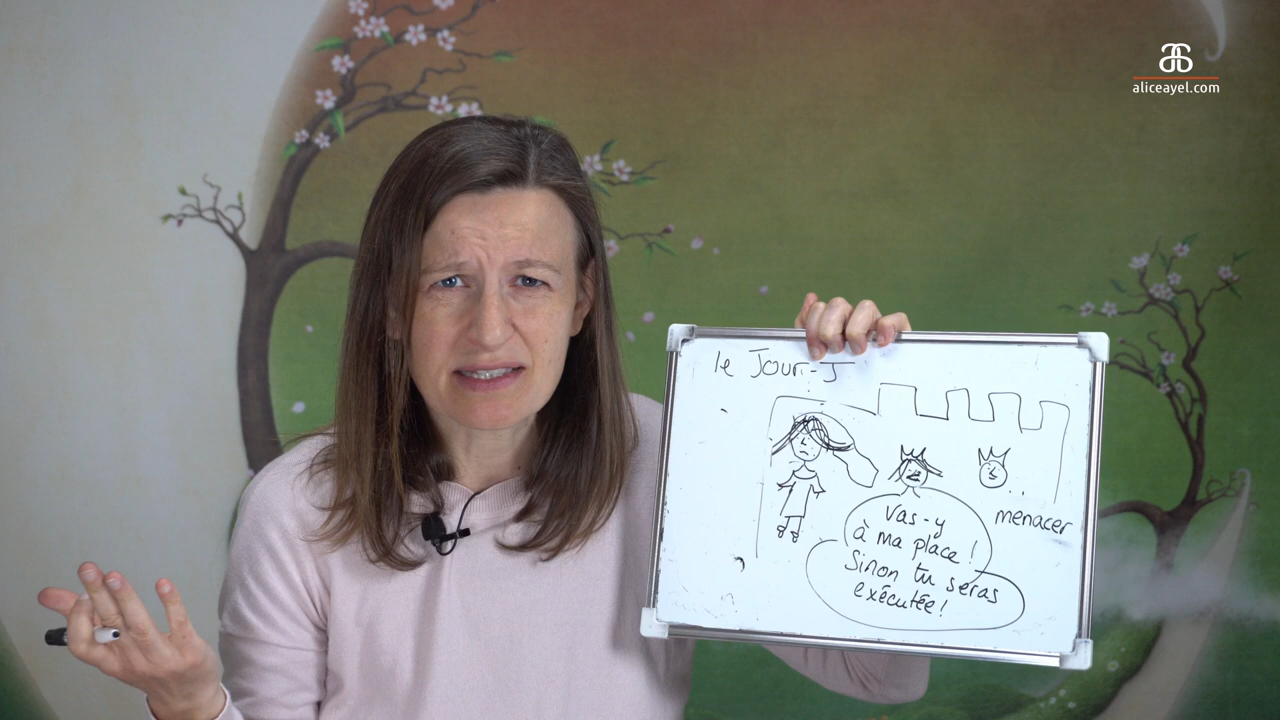 aliceayel.com
le Jour-J
Vas-y
à ma place !
Sinon tu seras
exécutée !
menacer